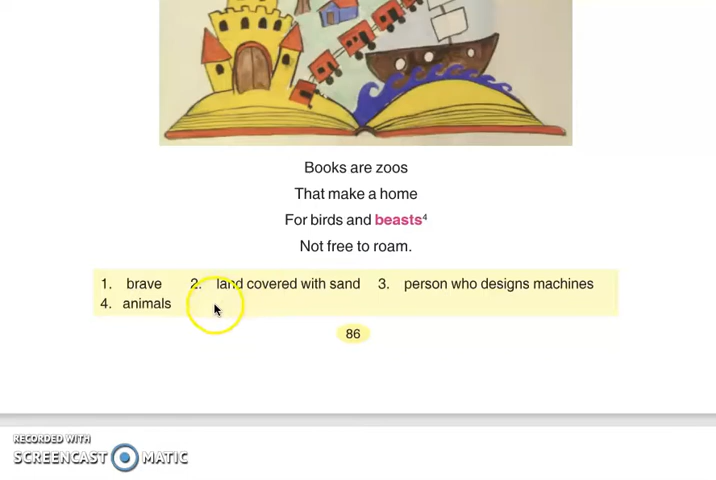 Books are zoos
That make a home
For birds and beasts⁴
Not free to roam.
1. brave 2. land covered with sand 3. person who designs machines
4. animals
86
RECORDED WITH
SCREENCAST MATIC